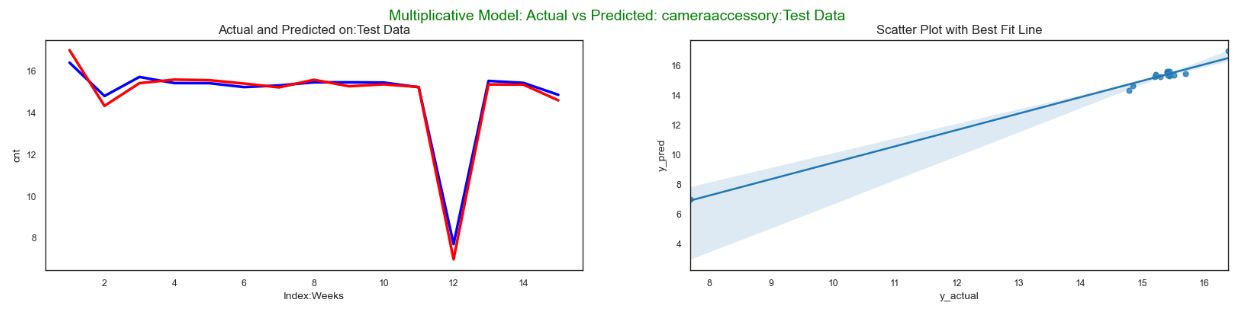 Multiplicative Model: Actual vs Predicted: cameraaccessory:Test Data
Actual and Predicted on:Test Data
16
14
12
10
8
cnt
2 4 6 8 10 12 14
Index:Weeks
Scatter Plot with Best Fit Line
16
14
12
10
8
6
4
y_pred
8 9 10 11 12 13 14 15 16
y_actual